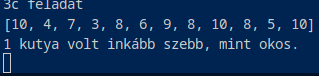 3c feladat
[10, 4, 7, 3, 8, 6, 9, 8, 10, 8, 5, 10]
1 kutya volt inkább szebb, mint okos.